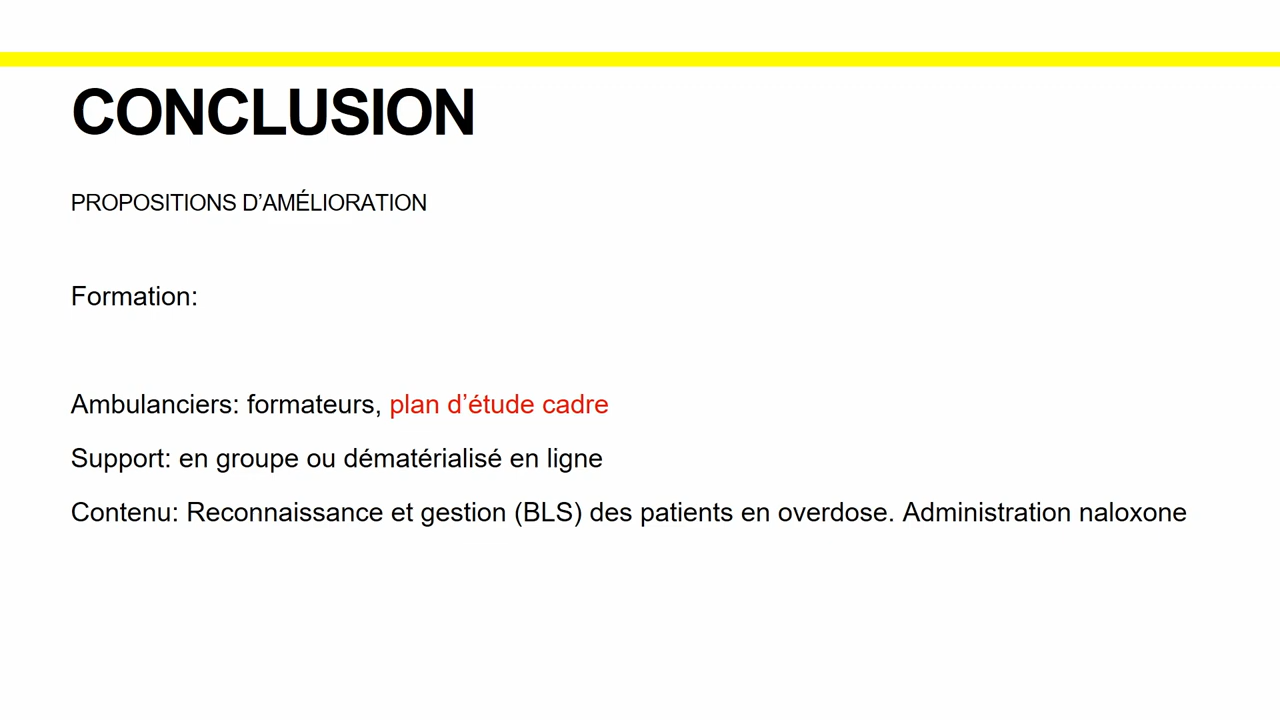 CONCLUSION
PROPOSITIONS D’AMÉLIORATION
Formation:
Ambulanciers: formateurs, plan d’étude cadre
Support: en groupe ou dématérialisé en ligne
Contenu: Reconnaissance et gestion (BLS) des patients en overdose. Administration naloxone